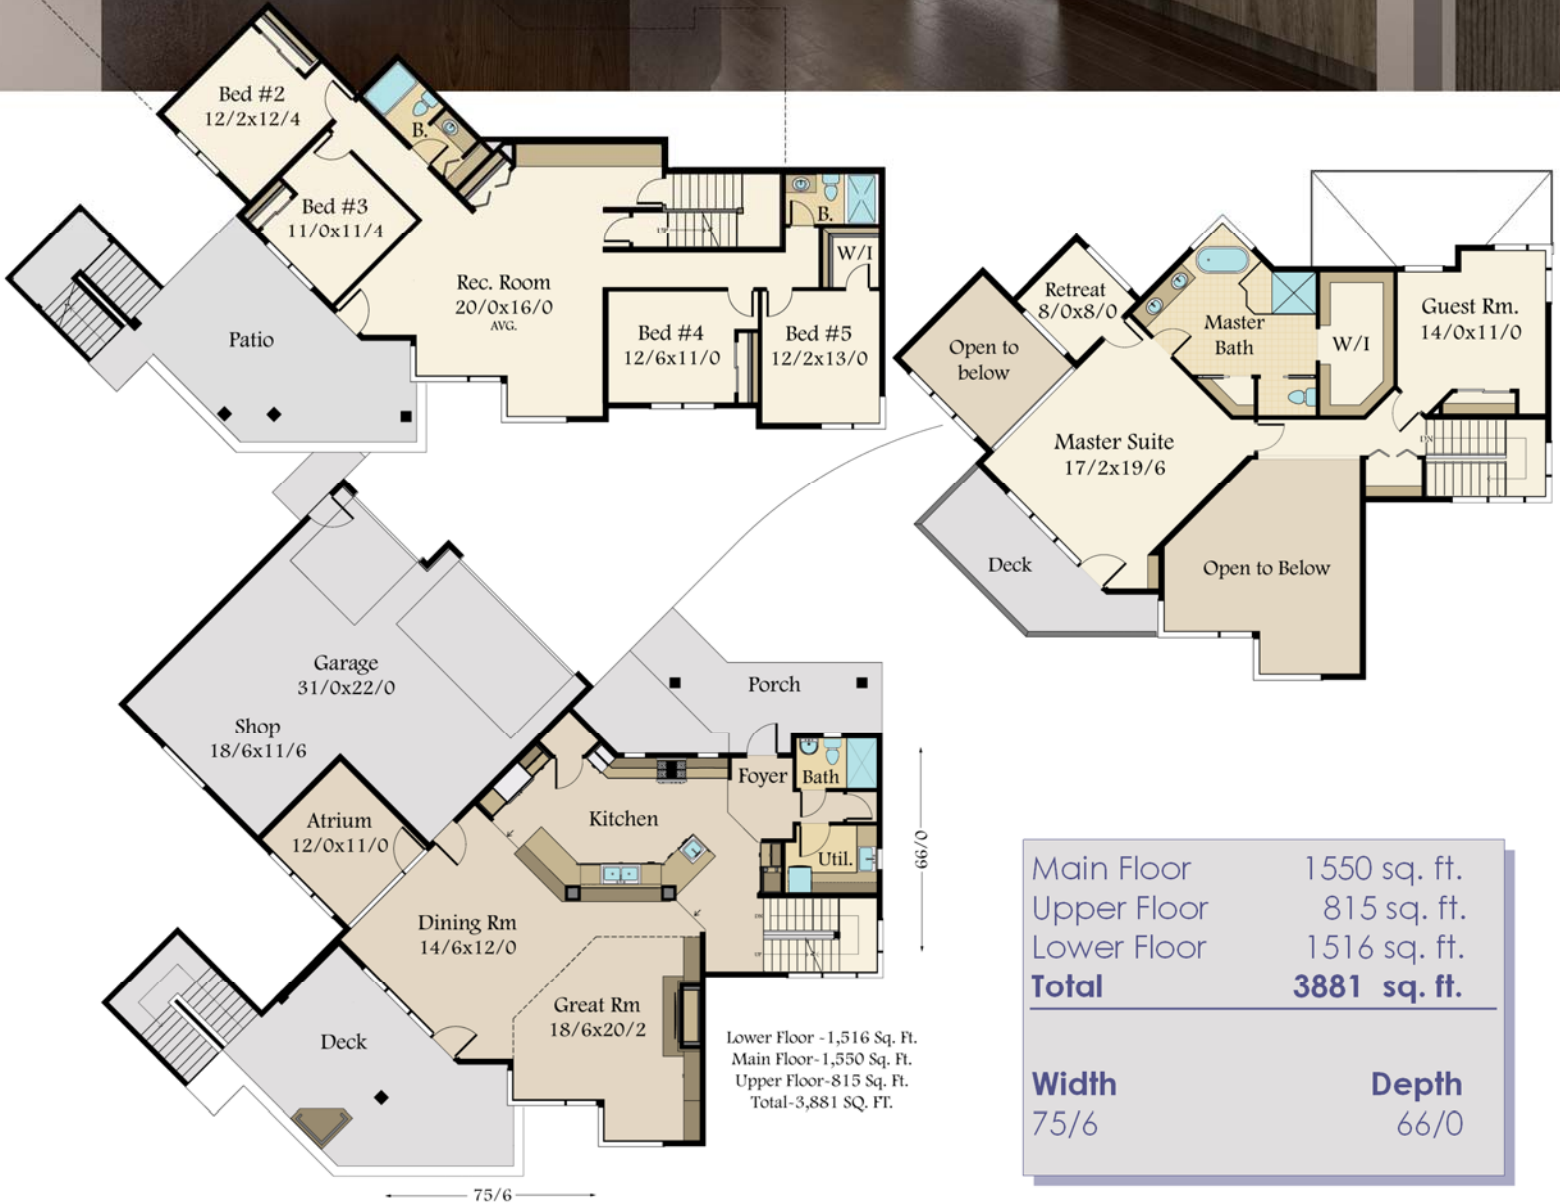 Bed #2
12/2x12/4
B.
Bed #3
11/0x11/4
Patio
Rec. Room
20/0x16/0
AVG.
UP
B.
W/I
Bed #4
12/6x11/0
Bed #5
12/2x13/0
Retreat
8/0x8/0
Open to
below
Master
Bath
W/I
Guest Rm.
14/0x11/0
Master Suite
17/2x19/6
DN
Deck
Open to Below
Garage
31/0x22/0
Shop
18/6x11/6
Atrium
12/0x11/0
Porch
Foyer
Bath
Kitchen
Util.
Dining Rm
14/6x12/0
DN
UP
Great Rm
18/6x20/2
Deck
66/0
75/6
Lower Floor -1,516 Sq. Ft.
Main Floor-1,550 Sq. Ft.
Upper Floor-815 Sq. Ft.
Total-3,881 SQ. FT.
Main Floor 1550 sq. ft.
Upper Floor 815 sq. ft.
Lower Floor 1516 sq. ft.
Total 3881 sq. ft.
Width Depth
75/6 66/0